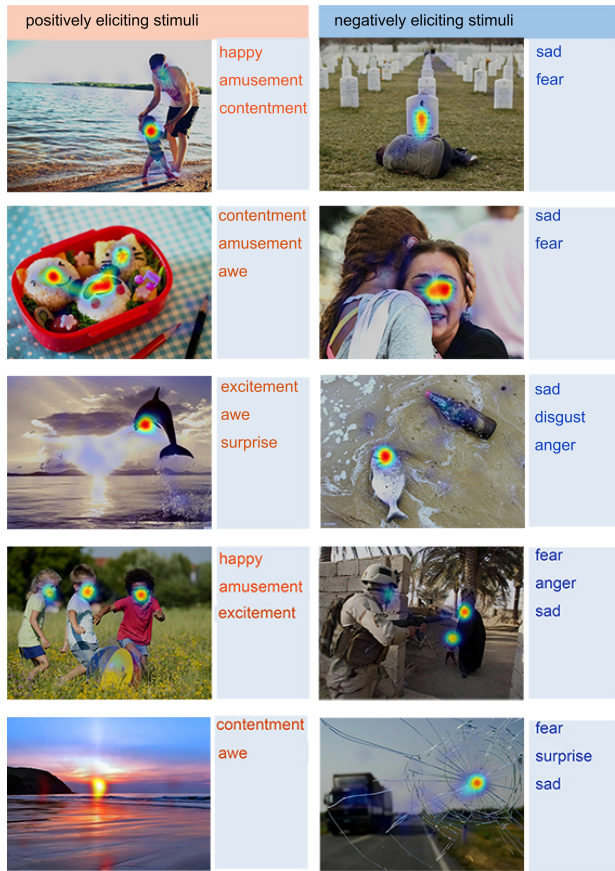 positively eliciting stimuli
negatively eliciting stimuli
happy
amusement
contentment
sad
fear
contentment
amusement
awe
sad
fear
excitement
awe
surprise
sad
disgust
anger
happy
amusement
excitement
fear
anger
sad
contentment
awe
fear
surprise
sad